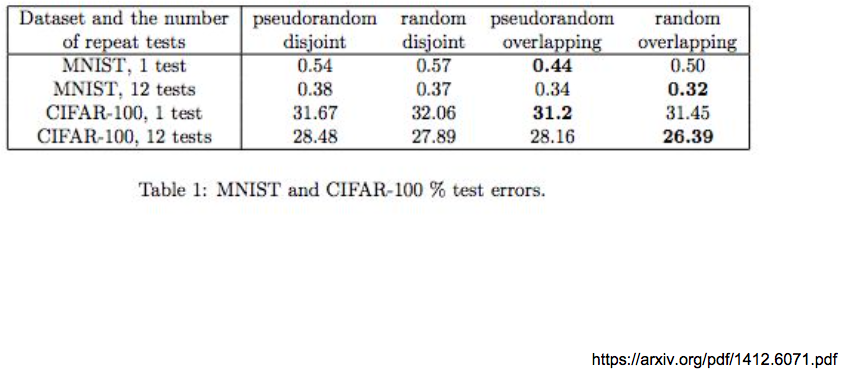 Dataset and the number pseudorandom random pseudorandom random
of repeat tests disjoint disjoint overlapping overlapping
MNIST, 1 test 0.54 0.57 0.44 0.50
MNIST, 12 tests 0.38 0.37 0.34 0.32
CIFAR-100, 1 test 31.67 32.06 31.2 31.45
CIFAR-100, 12 tests 28.48 27.89 28.16 26.39
Table 1: MNIST and CIFAR-100 % test errors.
https://arxiv.org/pdf/1412.6071.pdf